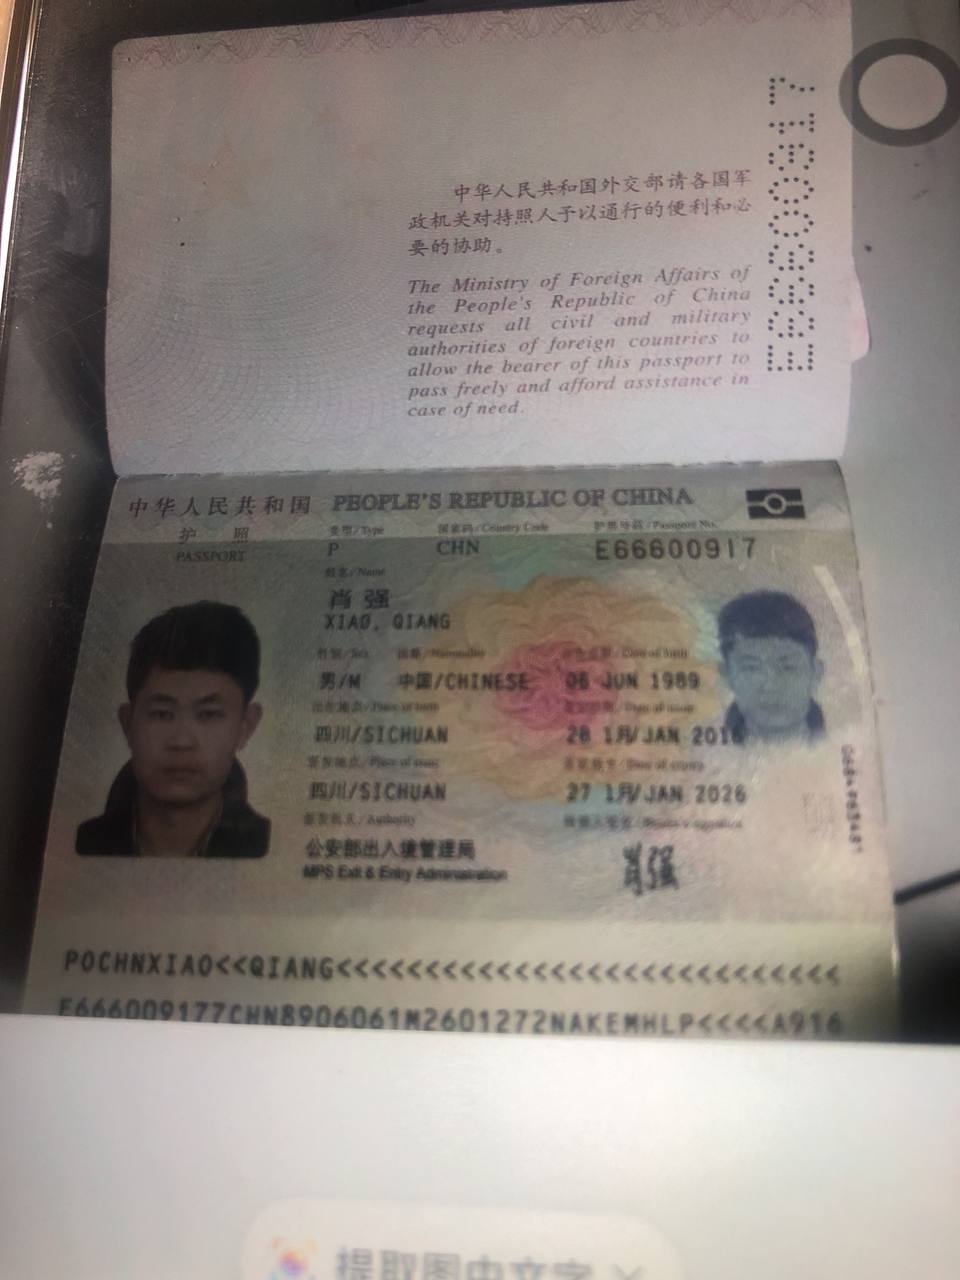 中华人民共和国外交部请各国军
政机关对持照人予以通行的便利和必
要的协助。
The Ministry of Foreign Affairs of
the People's Republic of China
requests all civil and military
authorities of foreign countries to
allow the bearer of this passport to
pass freely and afford assistance in
case of need.
E66600917
中华人民共和国 PEOPLE'S REPUBLIC OF CHINA
护 照
PASSPORT
类型/Type 国家码/Country Code 护照号码/Passport No.
P CHN E66600917
姓名/Name
肖强
XIAO, QIANG
性别/Sex 国籍/Nationality 出生日期/Date of birth
男/M 中国/CHINESE 06 JUN 1989
出生地点/Place of birth 签发日期/Date of issue
四川/SICHUAN 28 1月/JAN 2016
签发地点/Place of issue 有效期至/Date of expiry
四川/SICHUAN 27 1月/JAN 2026
签发机关/Authority 持照人签名/Bearer's signature
公安部出入境管理局
MPS Exit & Entry Administration
肖强
POCHNXIAO<<QIANG<<<<<<<<<<<<<<<<<<<<<<<<<<<<
E666009177CHN8906061M2601272NAKEMHLP<<<<A916
提取图中文字